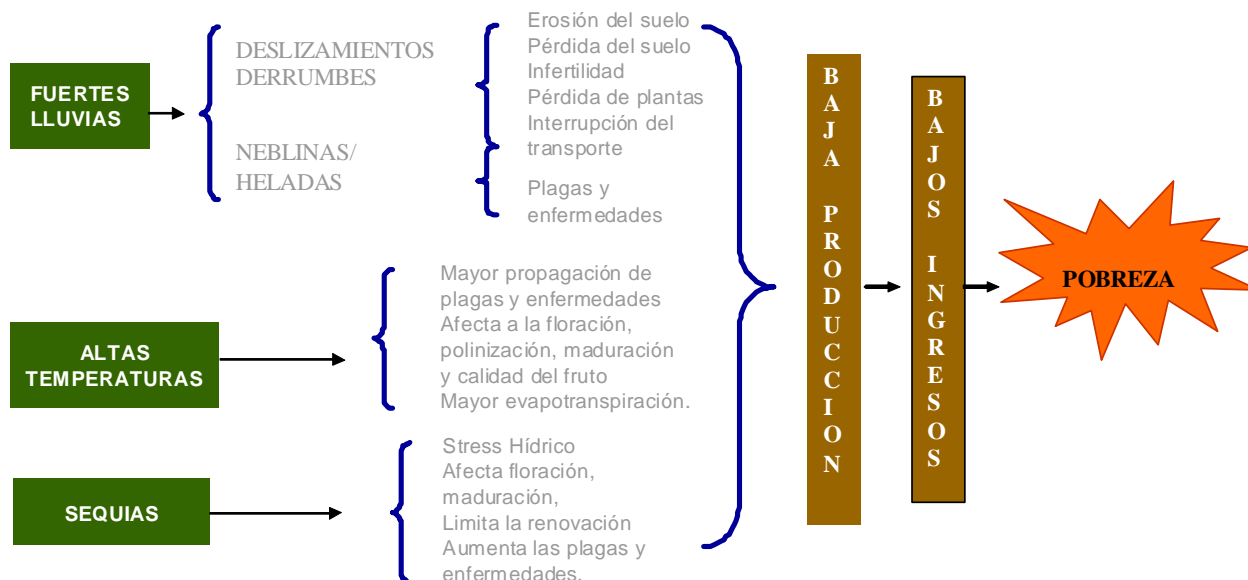 FUERTES
LLUVIAS
DESLIZAMIENTOS
DERRUMBES
NEBLINAS/
HELADAS
Erosión del suelo
Pérdida del suelo
Infertilidad
Pérdida de plantas
Interrupción del
transporte
Plagas y
enfermedades
ALTAS
TEMPERATURAS
Mayor propagación de
plagas y enfermedades
Afecta a la floración,
polinización, maduración
y calidad del fruto
Mayor evapotranspiración.
SEQUIAS
Stress Hídrico
Afecta floración,
maduración,
Limita la renovación
Aumenta las plagas y
enfermedades.
BAJA PRODUCCION
BAJOS INGRESOS
POBREZA